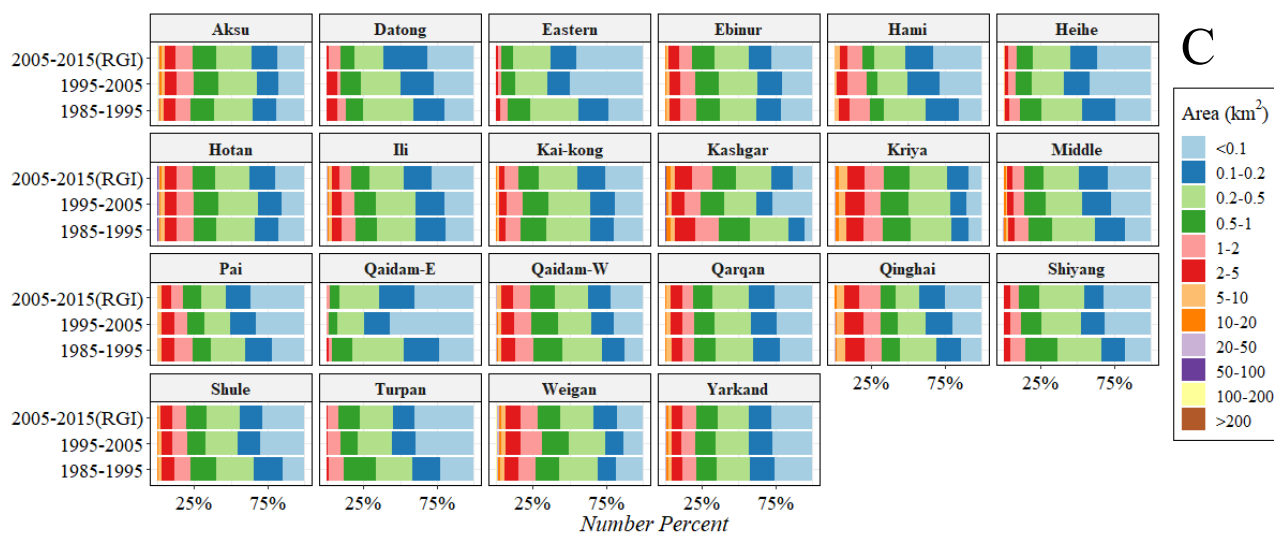 C
Aksu Datong Eastern Ebinur Hami Heihe
2005-2015(RGI)
1995-2005
1985-1995
Hotan Ili Kai-kong Kashgar Kriya Middle
2005-2015(RGI)
1995-2005
1985-1995
Pai Qaidam-E Qaidam-W Qarqan Qinghai Shiyang
2005-2015(RGI)
1995-2005
1985-1995
25% 75% 25% 75%
Shule Turpan Weigan Yarkand
2005-2015(RGI)
1995-2005
1985-1995
25% 75% 25% 75% 25% 75% 25% 75%
Number Percent
Area (km²)
<0.1
0.1-0.2
0.2-0.5
0.5-1
1-2
2-5
5-10
10-20
20-50
50-100
100-200
>200